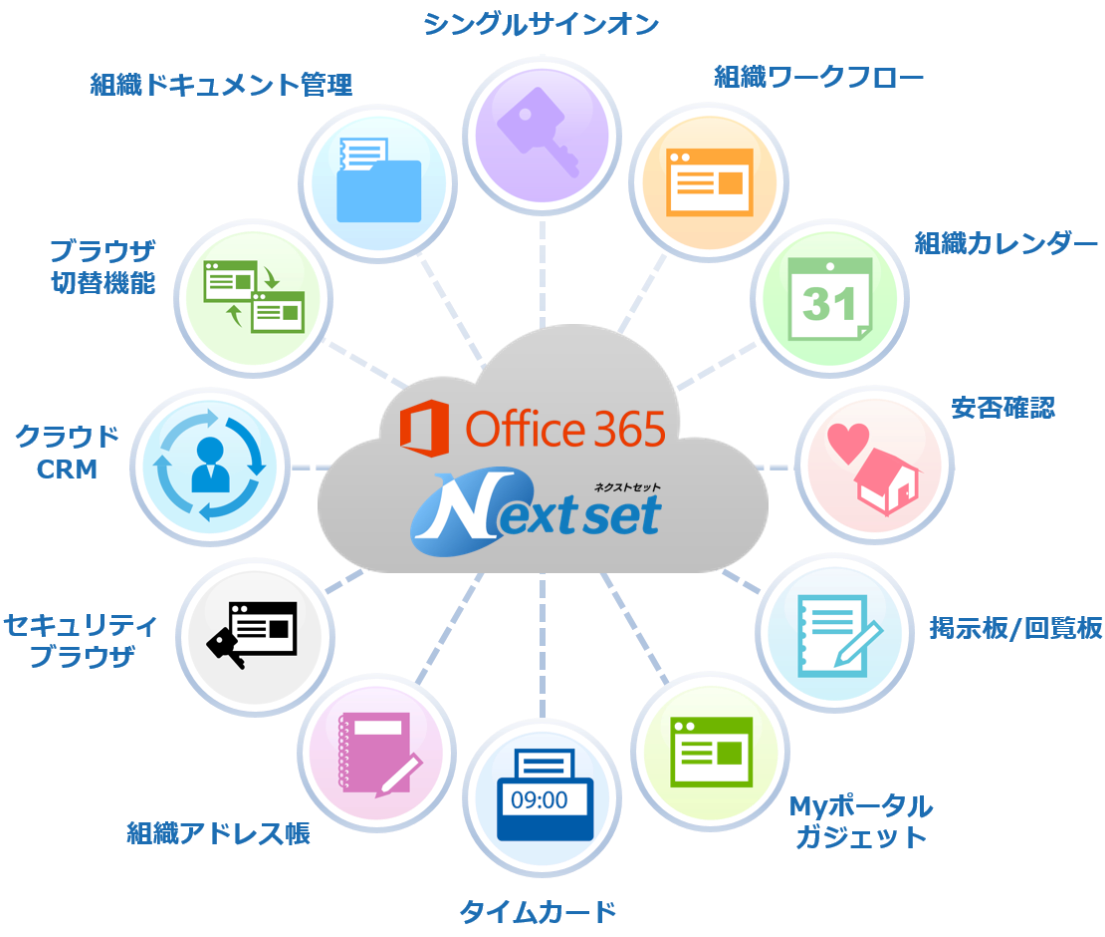 シングルサインオン
組織ドキュメント管理
組織ワークフロー
ブラウザ
切替機能
組織カレンダー
31
Office 365
安否確認
クラウド
CRM
ネクストセット
Nextset
セキュリティ
ブラウザ
掲示板/回覧板
09:00
Myポータル
ガジェット
組織アドレス帳
タイムカード